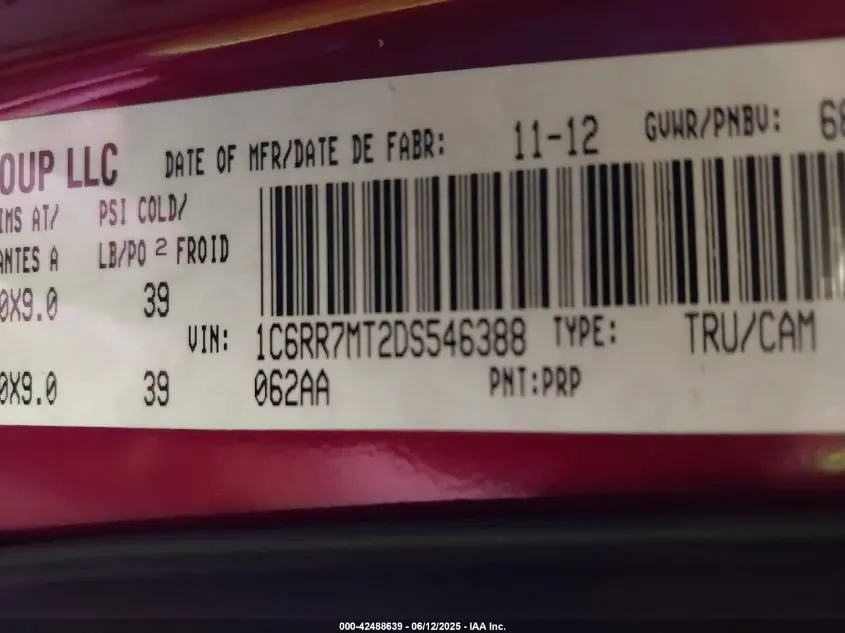 OUP LLC
DATE OF MFR/DATE DE FABR: 11-12 GVWR/PNBV: 68
IMS AT/ PSI COLD/
ANTES A LB/PO 2 FROID
0X9.0 39
VIN: 1C6RR7MT2DS546388 TYPE: TRU/CAM
0X9.0 39 062AA PNT:PRP
000-42488639 - 06/12/2025 - IAA Inc.